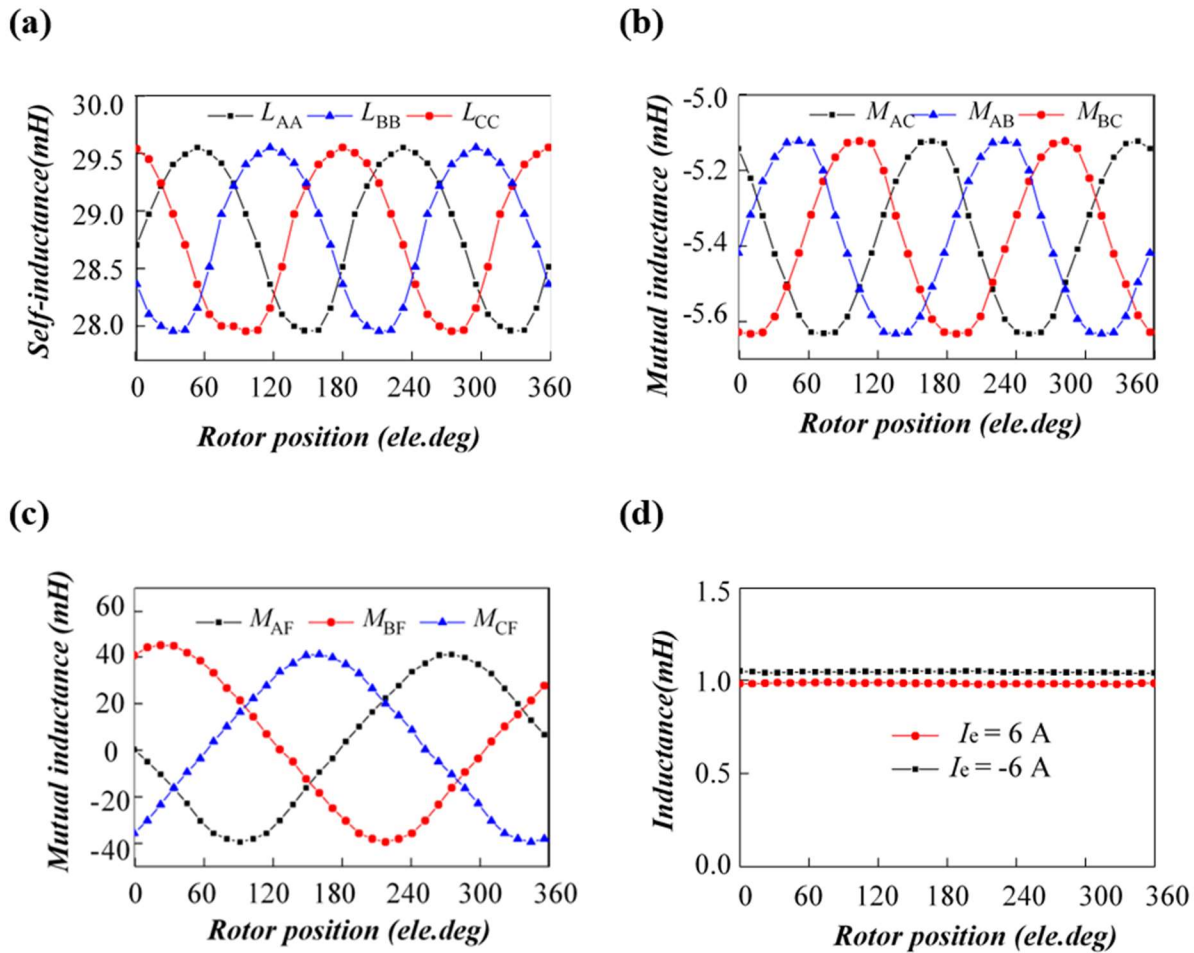 (a)
30.0
29.5
29.0
28.5
28.0
Self-inductance(mH)
L_AA L_BB L_CC
0 60 120 180 240 300 360
Rotor position (ele.deg)
(b)
-5.0
-5.2
-5.4
-5.6
Mutual inductance (mH)
M_AC M_AB M_BC
0 60 120 180 240 300 360
Rotor position (ele.deg)
(c)
60
40
20
0
-20
-40
Mutual inductance (mH)
M_AF M_BF M_CF
0 60 120 180 240 300 360
Rotor position (ele.deg)
(d)
1.5
1.0
0.5
0.0
Inductance(mH)
I_e = 6 A
I_e = -6 A
0 60 120 180 240 300 360
Rotor position (ele.deg)